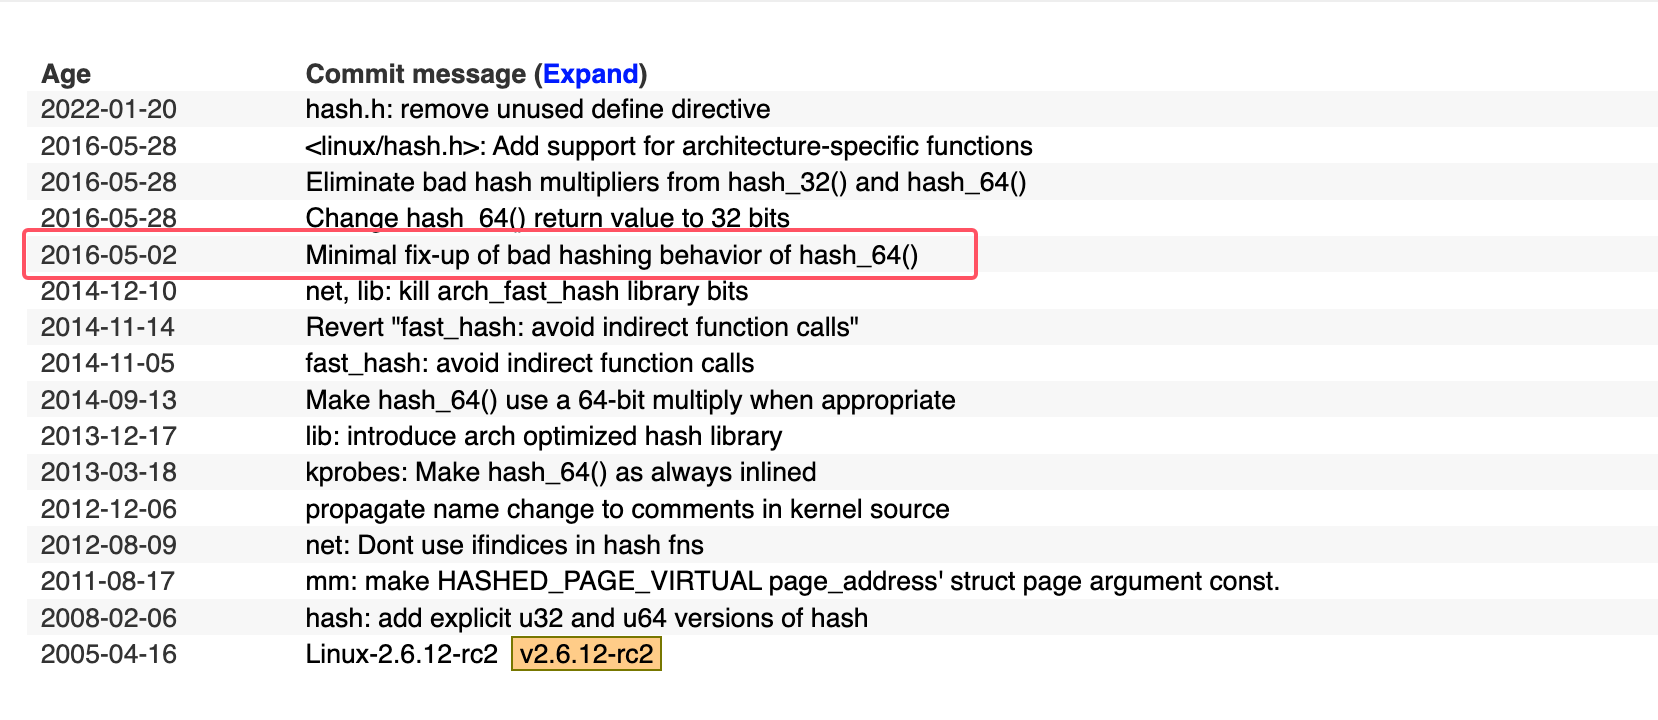 Age Commit message (Expand)
2022-01-20 hash.h: remove unused define directive
2016-05-28 <linux/hash.h>: Add support for architecture-specific functions
2016-05-28 Eliminate bad hash multipliers from hash_32() and hash_64()
2016-05-28 Change hash_64() return value to 32 bits
2016-05-02 Minimal fix-up of bad hashing behavior of hash_64()
2014-12-10 net, lib: kill arch_fast_hash library bits
2014-11-14 Revert "fast_hash: avoid indirect function calls"
2014-11-05 fast_hash: avoid indirect function calls
2014-09-13 Make hash_64() use a 64-bit multiply when appropriate
2013-12-17 lib: introduce arch optimized hash library
2013-03-18 kprobes: Make hash_64() as always inlined
2012-12-06 propagate name change to comments in kernel source
2012-08-09 net: Dont use ifindices in hash fns
2011-08-17 mm: make HASHED_PAGE_VIRTUAL page_address' struct page argument const.
2008-02-06 hash: add explicit u32 and u64 versions of hash
2005-04-16 Linux-2.6.12-rc2 v2.6.12-rc2